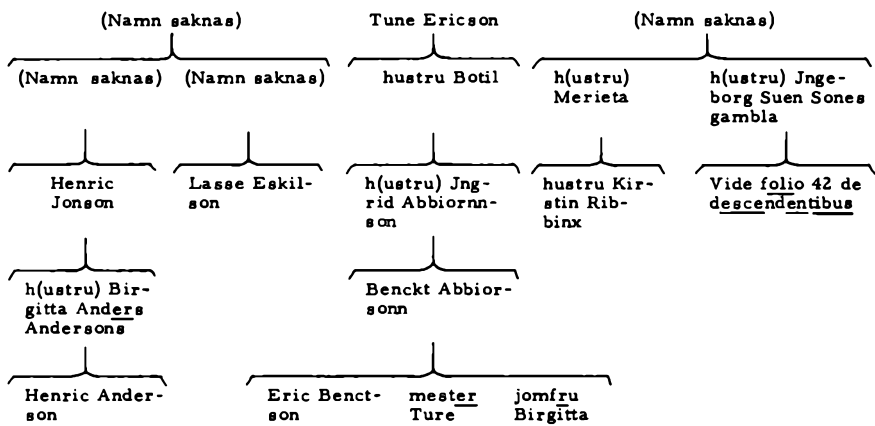 (Namn saknas) Tune Ericson (Namn saknas)
(Namn saknas) (Namn saknas) hustru Botil h(ustru) Merieta h(ustru) Jnge-
borg Suen Sones
gambla
Henric
Jonson
Lasse Eskil-
son
h(ustru) Jng-
rid Abbiornn-
son
hustru Kir-
stin Rib-
binx
Vide folio 42 de
descendentibus
h(ustru) Bir-
gitta Anders
Andersons
Benckt Abbior-
sonn
Henric Ander-
son
Eric Benct-
son
mester
Ture
jomfru
Birgitta